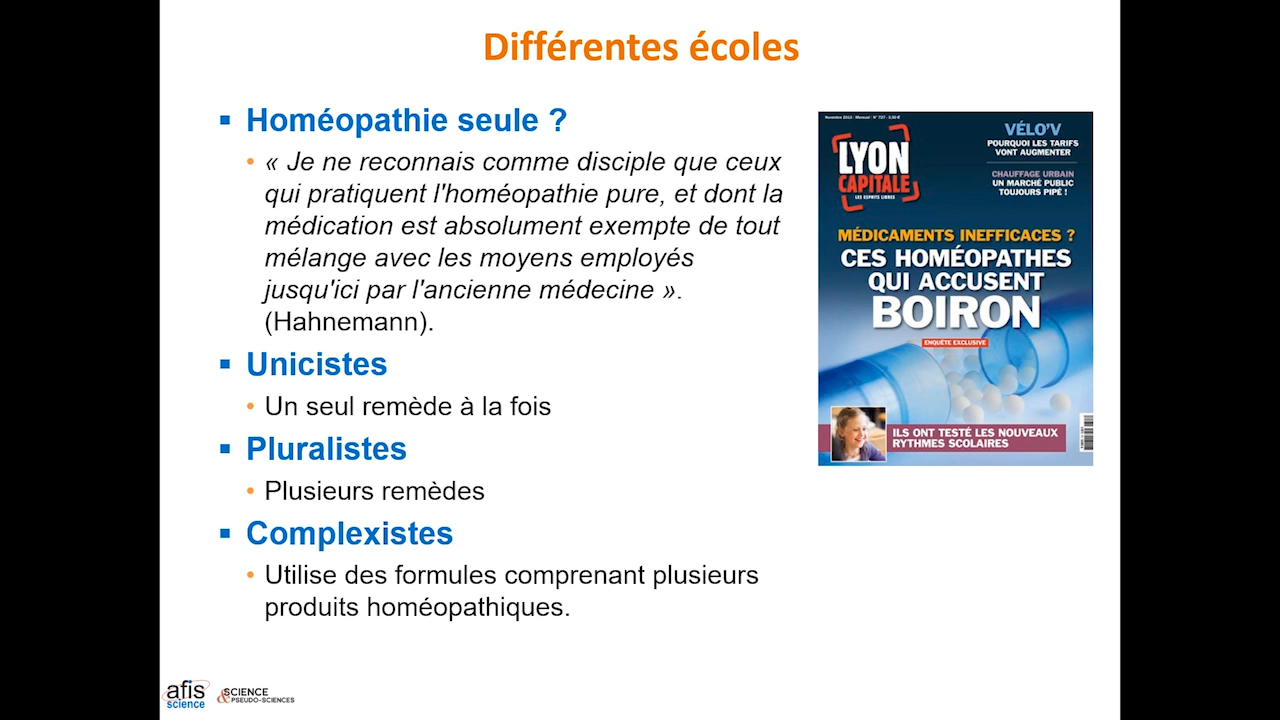 Différentes écoles
Homéopathie seule ?
« Je ne reconnais comme disciple que ceux
qui pratiquent l'homéopathie pure, et dont la
médication est absolument exempte de tout
mélange avec les moyens employés
jusqu'ici par l'ancienne médecine ».
(Hahnemann).
Unicistes
Un seul remède à la fois
Pluralistes
Plusieurs remèdes
Complexistes
Utilise des formules comprenant plusieurs
produits homéopathiques.
LYON
CAPITALE
LES ESPRITS LIBRES
VÉLO'V
POURQUOI LES TARIFS
VONT AUGMENTER
CHAUFFAGE URBAIN
UN MARCHÉ PUBLIC
TOUJOURS PIPÉ !
MÉDICAMENTS INEFFICACES ?
CES HOMÉOPATHES
QUI ACCUSENT
BOIRON
ENQUÊTE EXCLUSIVE
ILS ONT TESTÉ LES NOUVEAUX
RYTHMES SCOLAIRES
afis
science
SCIENCE
& PSEUDO-SCIENCES